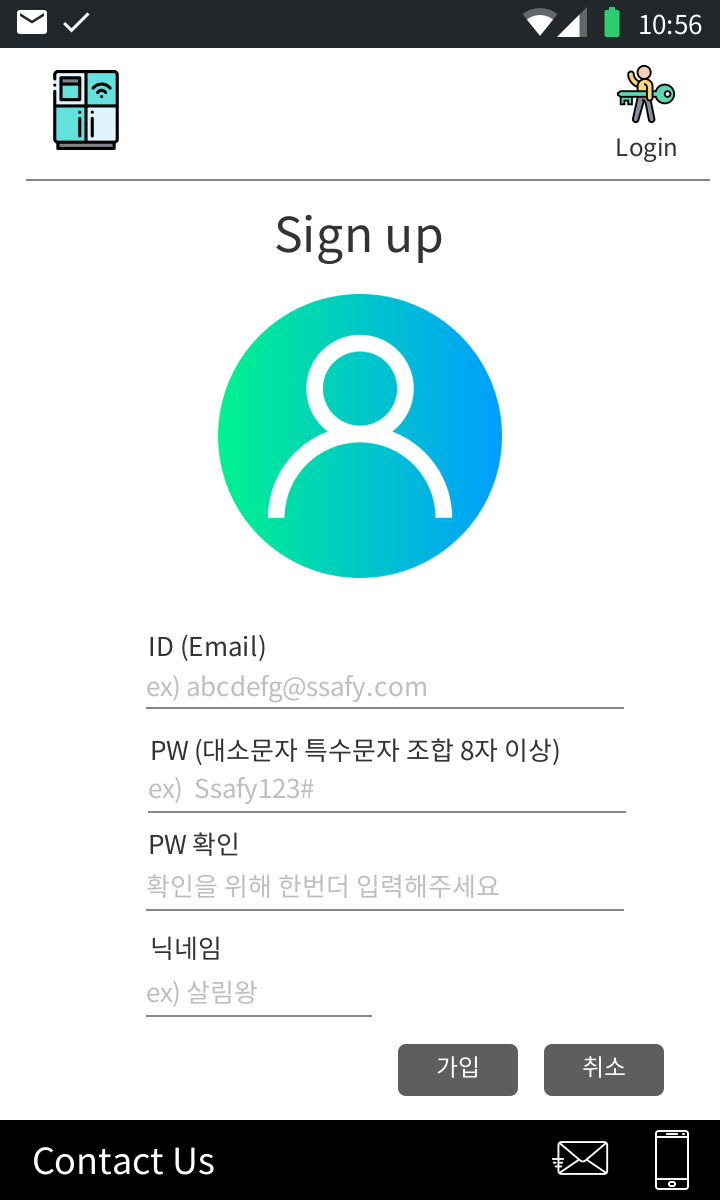 10:56
Login
Sign up
ID (Email)
ex) abcdefg@ssafy.com
PW (대소문자 특수문자 조합 8자 이상)
ex)  Ssafy123#
PW 확인
확인을 위해 한번더 입력해주세요
닉네임
ex) 살림왕
가입 취소
Contact Us